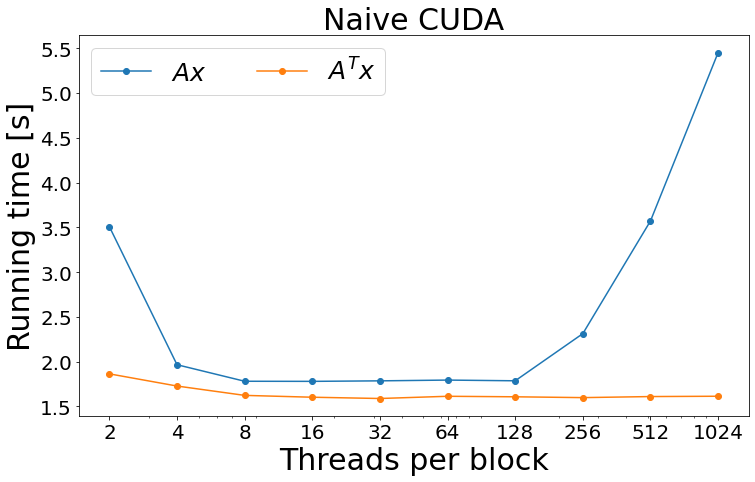 Naive CUDA
Ax
A^T x
Running time [s]
5.5
5.0
4.5
4.0
3.5
3.0
2.5
2.0
1.5
2 4 8 16 32 64 128 256 512 1024
Threads per block